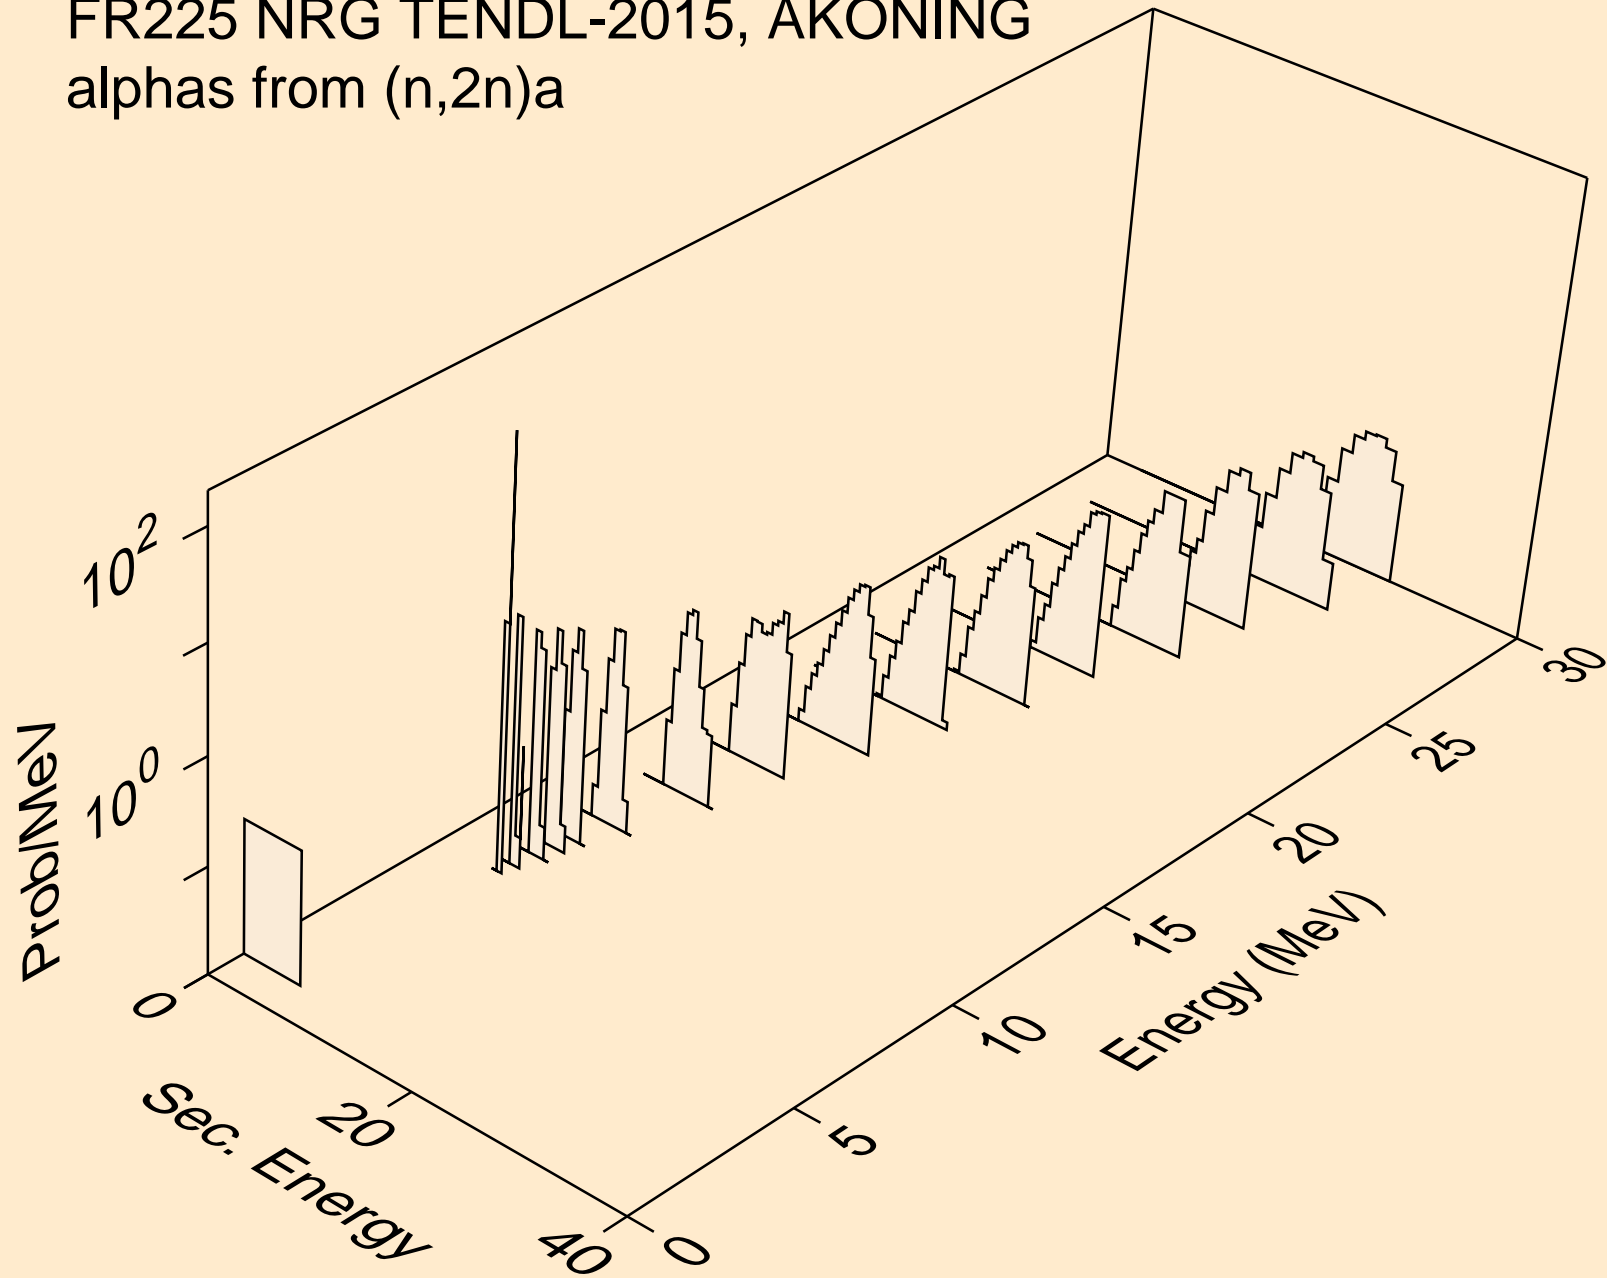 FR225 NRG TENDL-2015, AKONING
alphas from (n,2n)a
10^2
10^0
Prob/MeV
0
20
40
Sec. Energy
0
5
10
15
20
25
30
Energy (MeV)